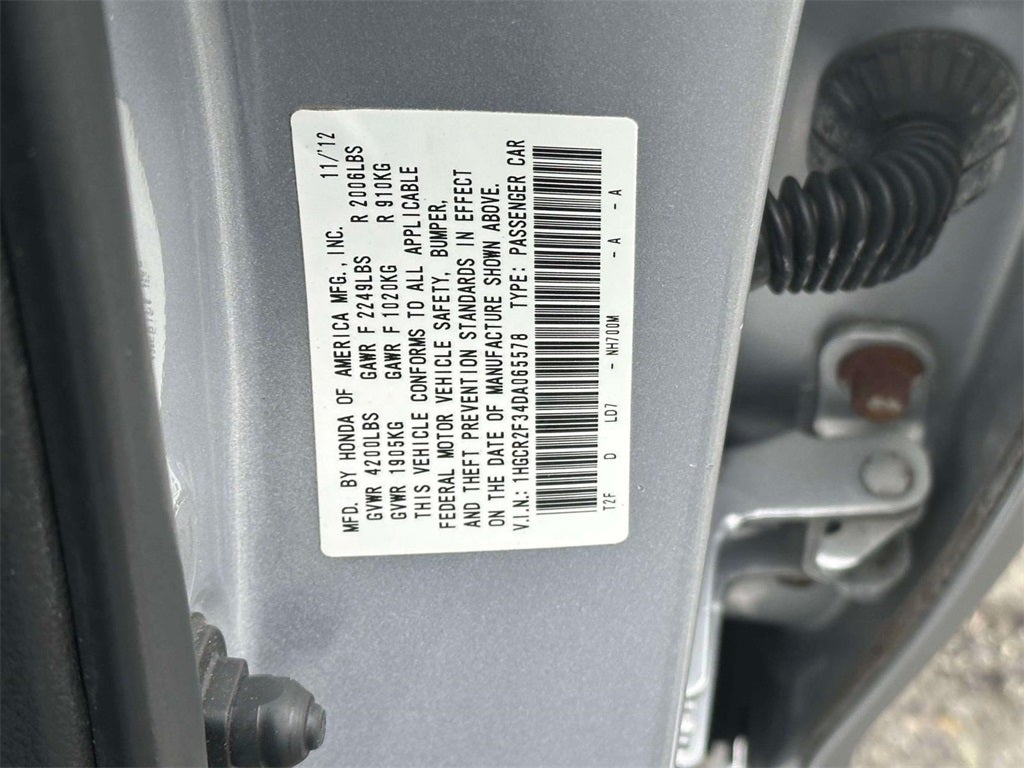 MFD. BY HONDA OF AMERICA MFG., INC. 11/'12
GVWR 4200LBS GAWR F 2249LBS R 2006LBS
GVWR 1905KG GAWR F 1020KG R 910KG
THIS VEHICLE CONFORMS TO ALL APPLICABLE
FEDERAL MOTOR VEHICLE SAFETY, BUMPER,
AND THEFT PREVENTION STANDARDS IN EFFECT
ON THE DATE OF MANUFACTURE SHOWN ABOVE.
V.I.N.: 1HGCR2F34DA065578 TYPE: PASSENGER CAR
T2F D LD7 - NH700M - A - A